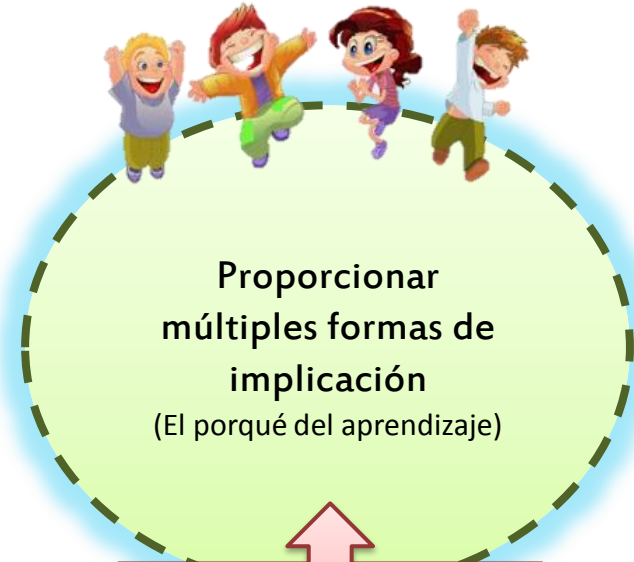 Proporcionar
múltiples formas de
implicación
(El porqué del aprendizaje)